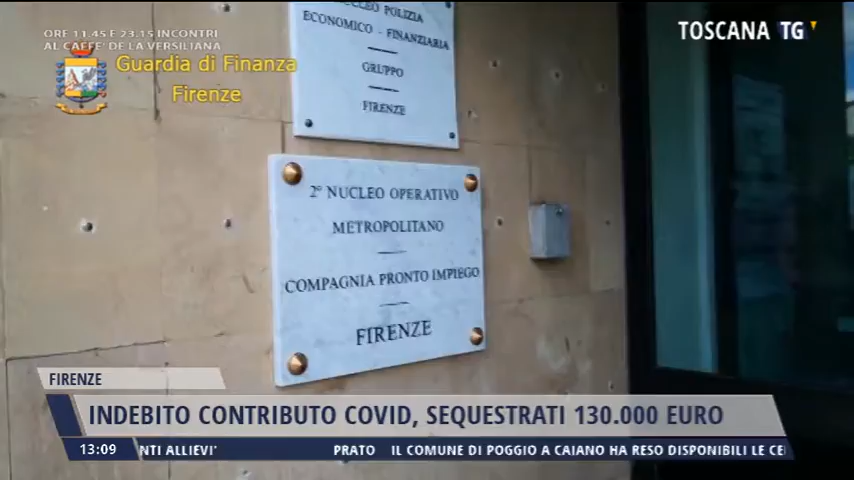 ORE 11.45 E 23.15 INCONTRI
AL CAFFE' DE LA VERSILIANA
Guardia di Finanza
Firenze
TOSCANA TG
NUCLEO POLIZIA
ECONOMICO - FINANZIARIA
GRUPPO
FIRENZE
2° NUCLEO OPERATIVO
METROPOLITANO
COMPAGNIA PRONTO IMPIEGO
FIRENZE
FIRENZE
INDEBITO CONTRIBUTO COVID, SEQUESTRATI 130.000 EURO
13:09 NTI ALLIEVI' PRATO IL COMUNE DI POGGIO A CAIANO HA RESO DISPONIBILI LE CE